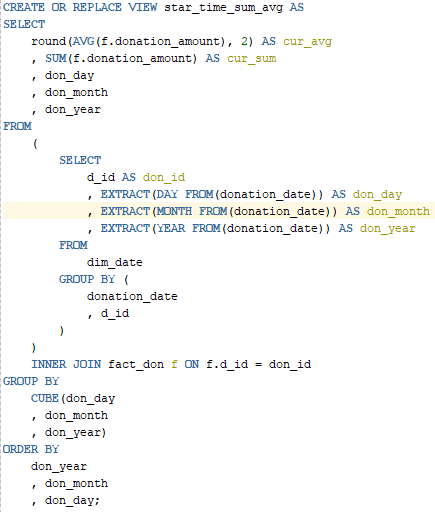 CREATE OR REPLACE VIEW star_time_sum_avg AS
SELECT
    round(AVG(f.donation_amount), 2) AS cur_avg
    , SUM(f.donation_amount) AS cur_sum
    , don_day
    , don_month
    , don_year
FROM
    (
        SELECT
            d_id AS don_id
            , EXTRACT(DAY FROM(donation_date)) AS don_day
            , EXTRACT(MONTH FROM(donation_date)) AS don_month
            , EXTRACT(YEAR FROM(donation_date)) AS don_year
        FROM
            dim_date
        GROUP BY (
            donation_date
            , d_id
        )
    )
    INNER JOIN fact_don f ON f.d_id = don_id
GROUP BY
    CUBE(don_day
    , don_month
    , don_year)
ORDER BY
    don_year
    , don_month
    , don_day;